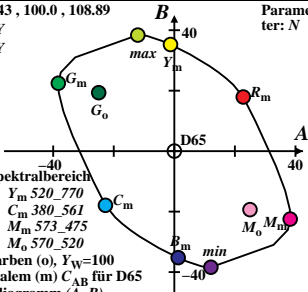 43 , 100.0 , 108.89
B
Parame
ter: N
Y
Y
40
max
Y_m
G_m
G_o
R_m
D65
A
−40
40
pektralbereich
Y_m 520_770
C_m 380_561
M_m 573_475
M_o 570_520
C_m
M_o M_m
B_m
min
−40
arben (o), Y_W=100
alem (m) C_AB für D65